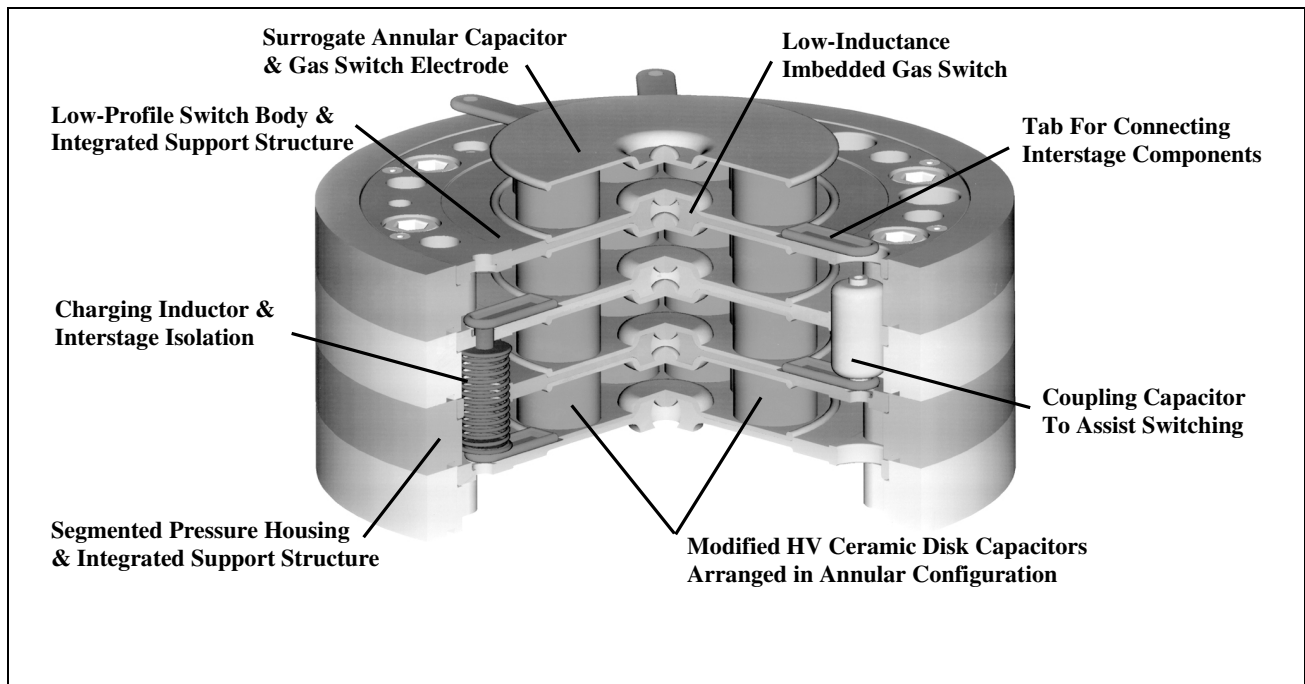 Surrogate Annular Capacitor
& Gas Switch Electrode
Low-Inductance
Imbedded Gas Switch
Low-Profile Switch Body &
Integrated Support Structure
Tab For Connecting
Interstage Components
Charging Inductor &
Interstage Isolation
Coupling Capacitor
To Assist Switching
Segmented Pressure Housing
& Integrated Support Structure
Modified HV Ceramic Disk Capacitors
Arranged in Annular Configuration